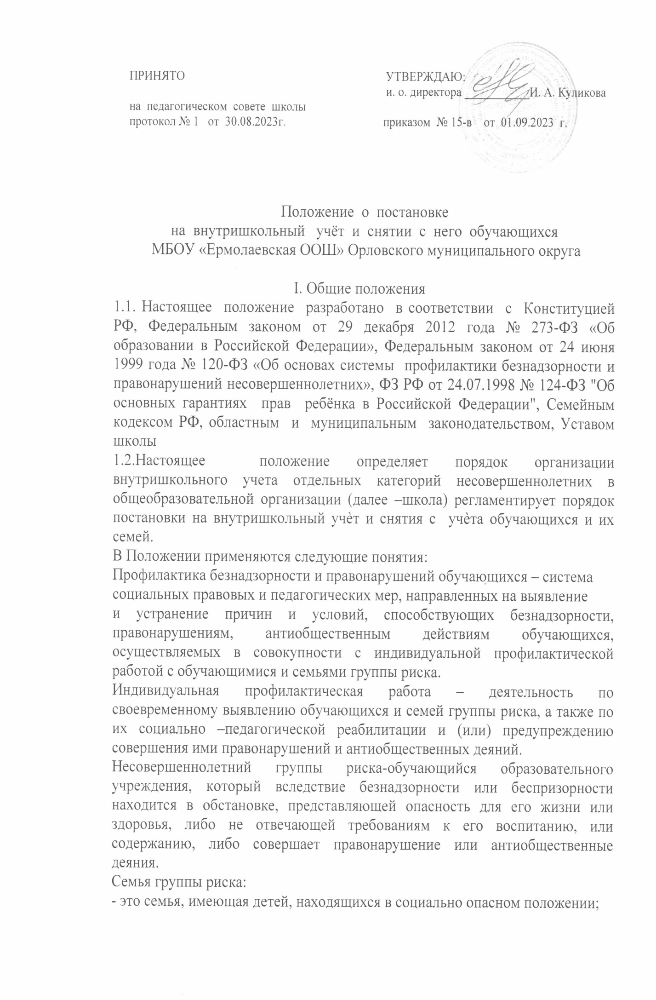 ПРИНЯТО
УТВЕРЖДАЮ:
и. о. директора __________И. А. Куликова
на педагогическом совете школы
протокол № 1 от 30.08.2023г.
приказом № 15-в от 01.09.2023 г.
Положение о постановке
на внутришкольный учёт и снятии с него обучающихся
МБОУ «Ермолаевская ООШ» Орловского муниципального округа
I. Общие положения
1.1. Настоящее положение разработано в соответствии с Конституцией
РФ, Федеральным законом от 29 декабря 2012 года № 273-ФЗ «Об
образовании в Российской Федерации», Федеральным законом от 24 июня
1999 года № 120-ФЗ «Об основах системы профилактики безнадзорности и
правонарушений несовершеннолетних», ФЗ РФ от 24.07.1998 № 124-ФЗ "Об
основных гарантиях прав ребёнка в Российской Федерации", Семейным
кодексом РФ, областным и муниципальным законодательством, Уставом
школы
1.2.Настоящее положение определяет порядок организации
внутришкольного учета отдельных категорий несовершеннолетних в
общеобразовательной организации (далее –школа) регламентирует порядок
постановки на внутришкольный учѐт и снятия с учѐта обучающихся и их
семей.
В Положении применяются следующие понятия:
Профилактика безнадзорности и правонарушений обучающихся – система
социальных правовых и педагогических мер, направленных на выявление
и устранение причин и условий, способствующих безнадзорности,
правонарушениям, антиобщественным действиям обучающихся,
осуществляемых в совокупности с индивидуальной профилактической
работой с обучающимися и семьями группы риска.
Индивидуальная профилактическая работа – деятельность по
своевременному выявлению обучающихся и семей группы риска, а также по
их социально –педагогической реабилитации и (или) предупреждению
совершения ими правонарушений и антиобщественных деяний.
Несовершеннолетний группы риска-обучающийся образовательного
учреждения, который вследствие безнадзорности или беспризорности
находится в обстановке, представляющей опасность для его жизни или
здоровья, либо не отвечающей требованиям к его воспитанию, или
содержанию, либо совершает правонарушение или антиобщественные
деяния.
Семья группы риска:
- это семья, имеющая детей, находящихся в социально опасном положении;